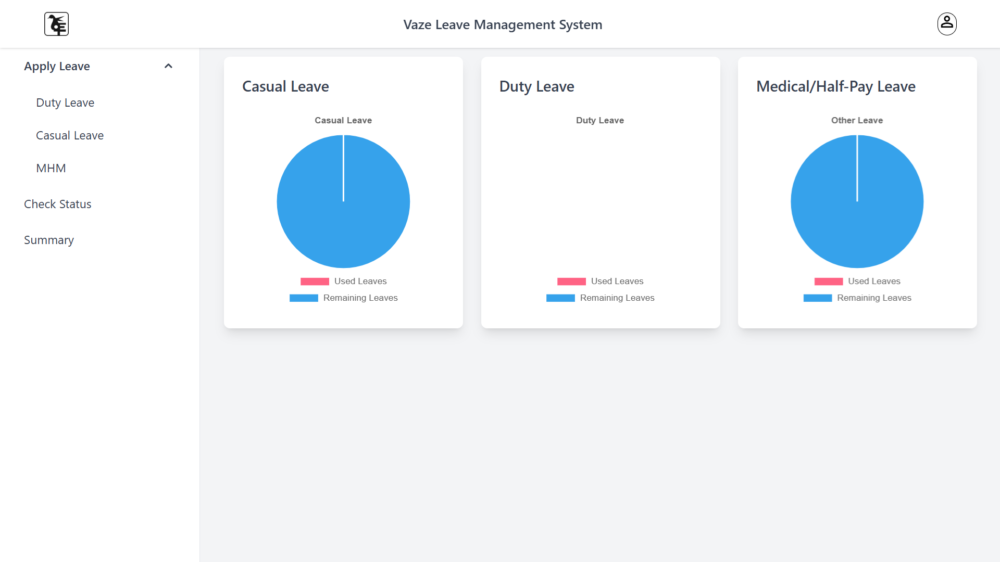 Vaze Leave Management System
Apply Leave
Duty Leave
Casual Leave
MHM
Check Status
Summary
Casual Leave
Casual Leave
Used Leaves
Remaining Leaves
Duty Leave
Duty Leave
Used Leaves
Remaining Leaves
Medical/Half-Pay Leave
Other Leave
Used Leaves
Remaining Leaves